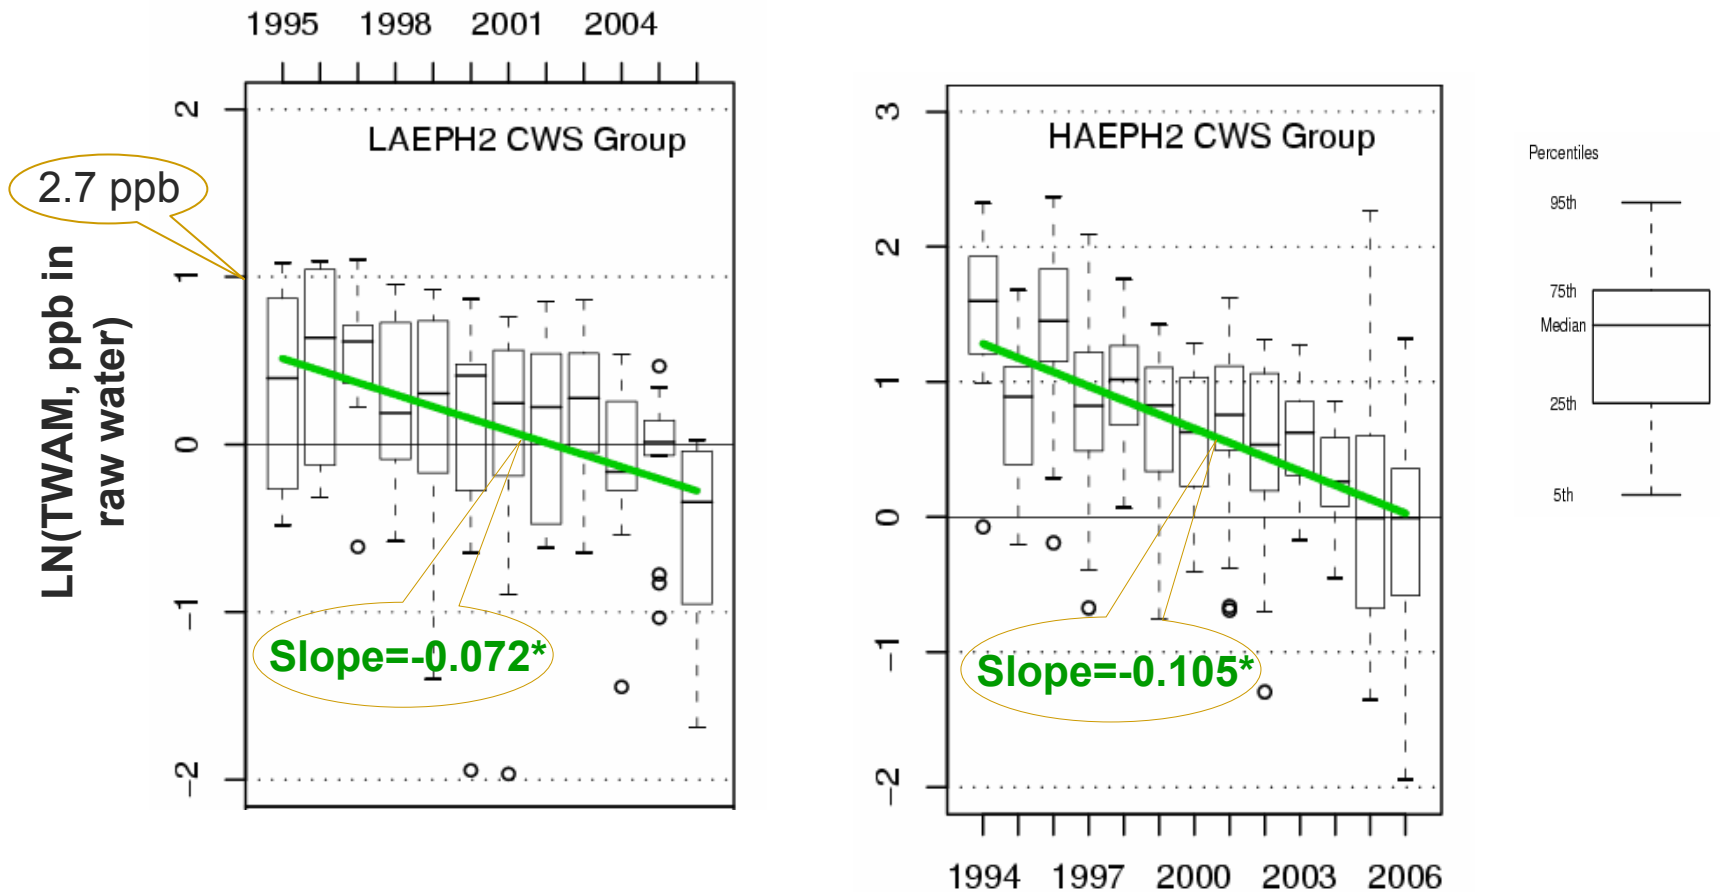 1995 1998 2001 2004
2
1
0
−1
−2
LAEPH2 CWS Group
2.7 ppb
LN(TWAM, ppb in
raw water)
Slope=-0.072*
3
2
1
0
−1
−2
HAEPH2 CWS Group
Slope=-0.105*
1994 1997 2000 2003 2006
Percentiles
95th
75th
Median
25th
5th